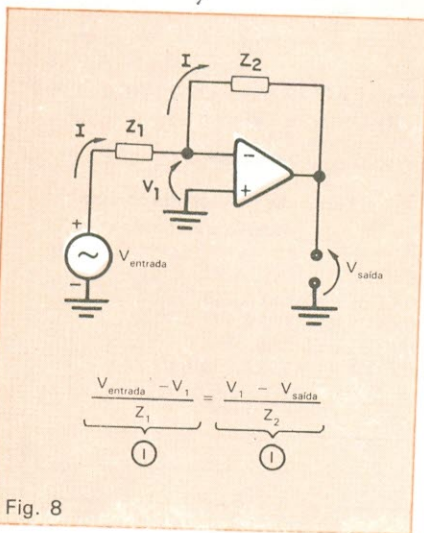 I
Z2
I
Z1
−
V1
+
+
~
Ventrada
−
Vsaída
Ventrada - V1 = V1 - Vsaída
Z1 Z2
I I
Fig. 8